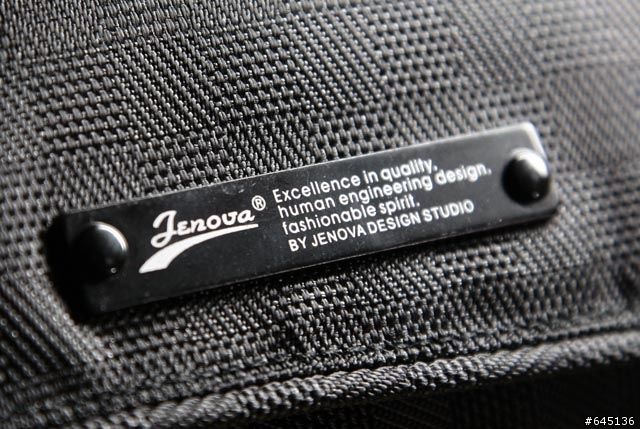 Jenova®
Excellence in quality,
human engineering design,
fashionable spirit.
BY JENOVA DESIGN STUDIO
#645136